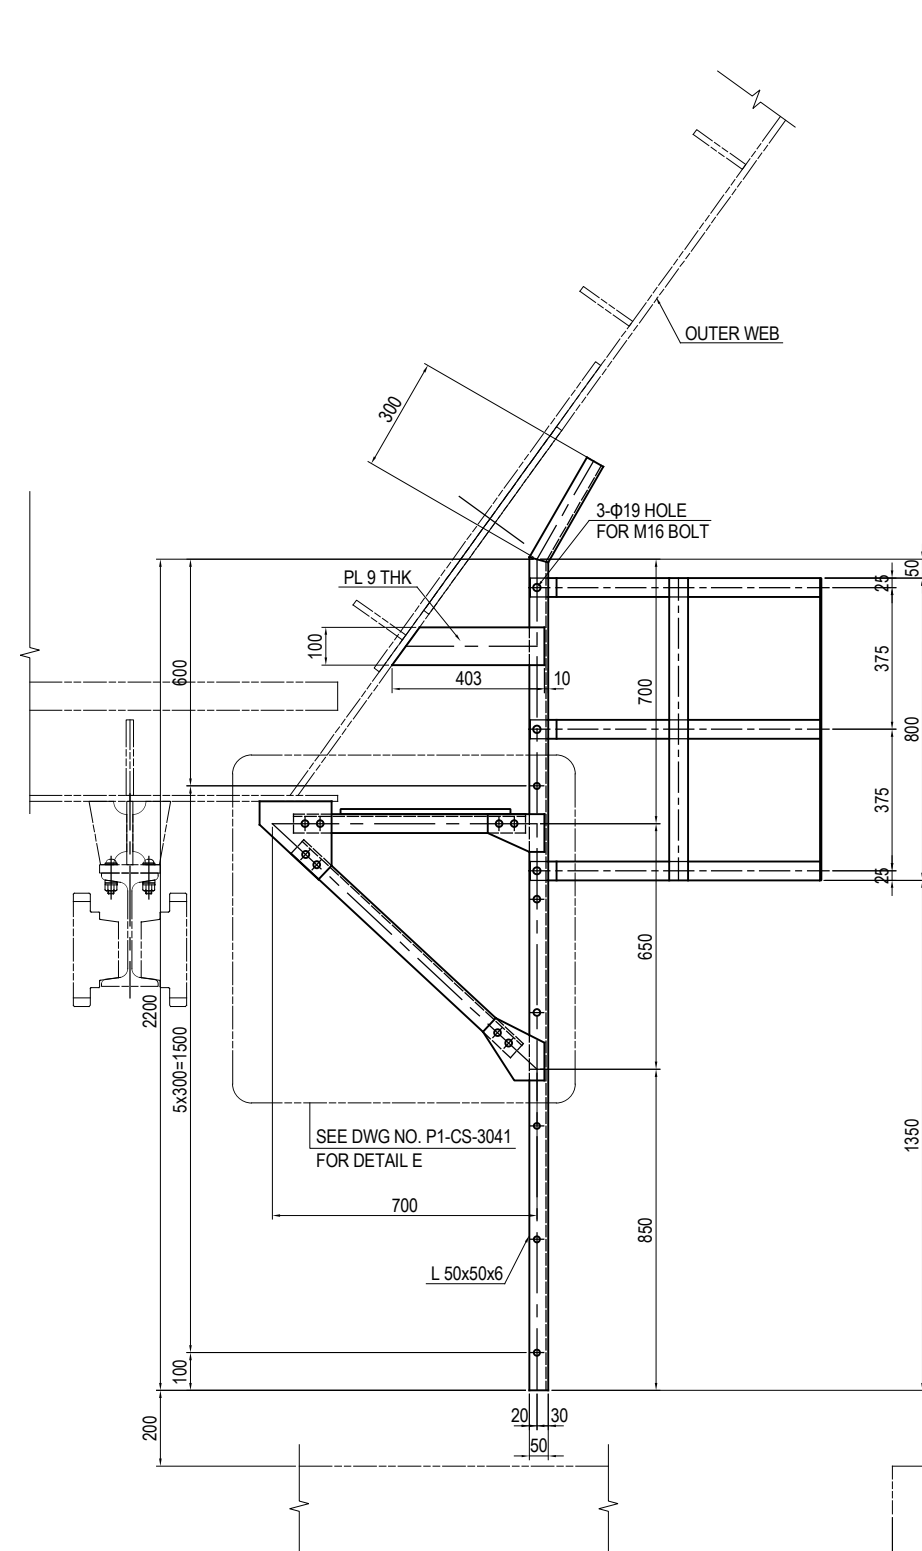 OUTER WEB
300
3-Φ19 HOLE
FOR M16 BOLT
PL 9 THK
50
25
100
600
403
10
700
375
800
375
25
650
2200
5x300=1500
SEE DWG NO. P1-CS-3041
FOR DETAIL E
1350
700
850
L 50x50x6
100
200
20
30
50